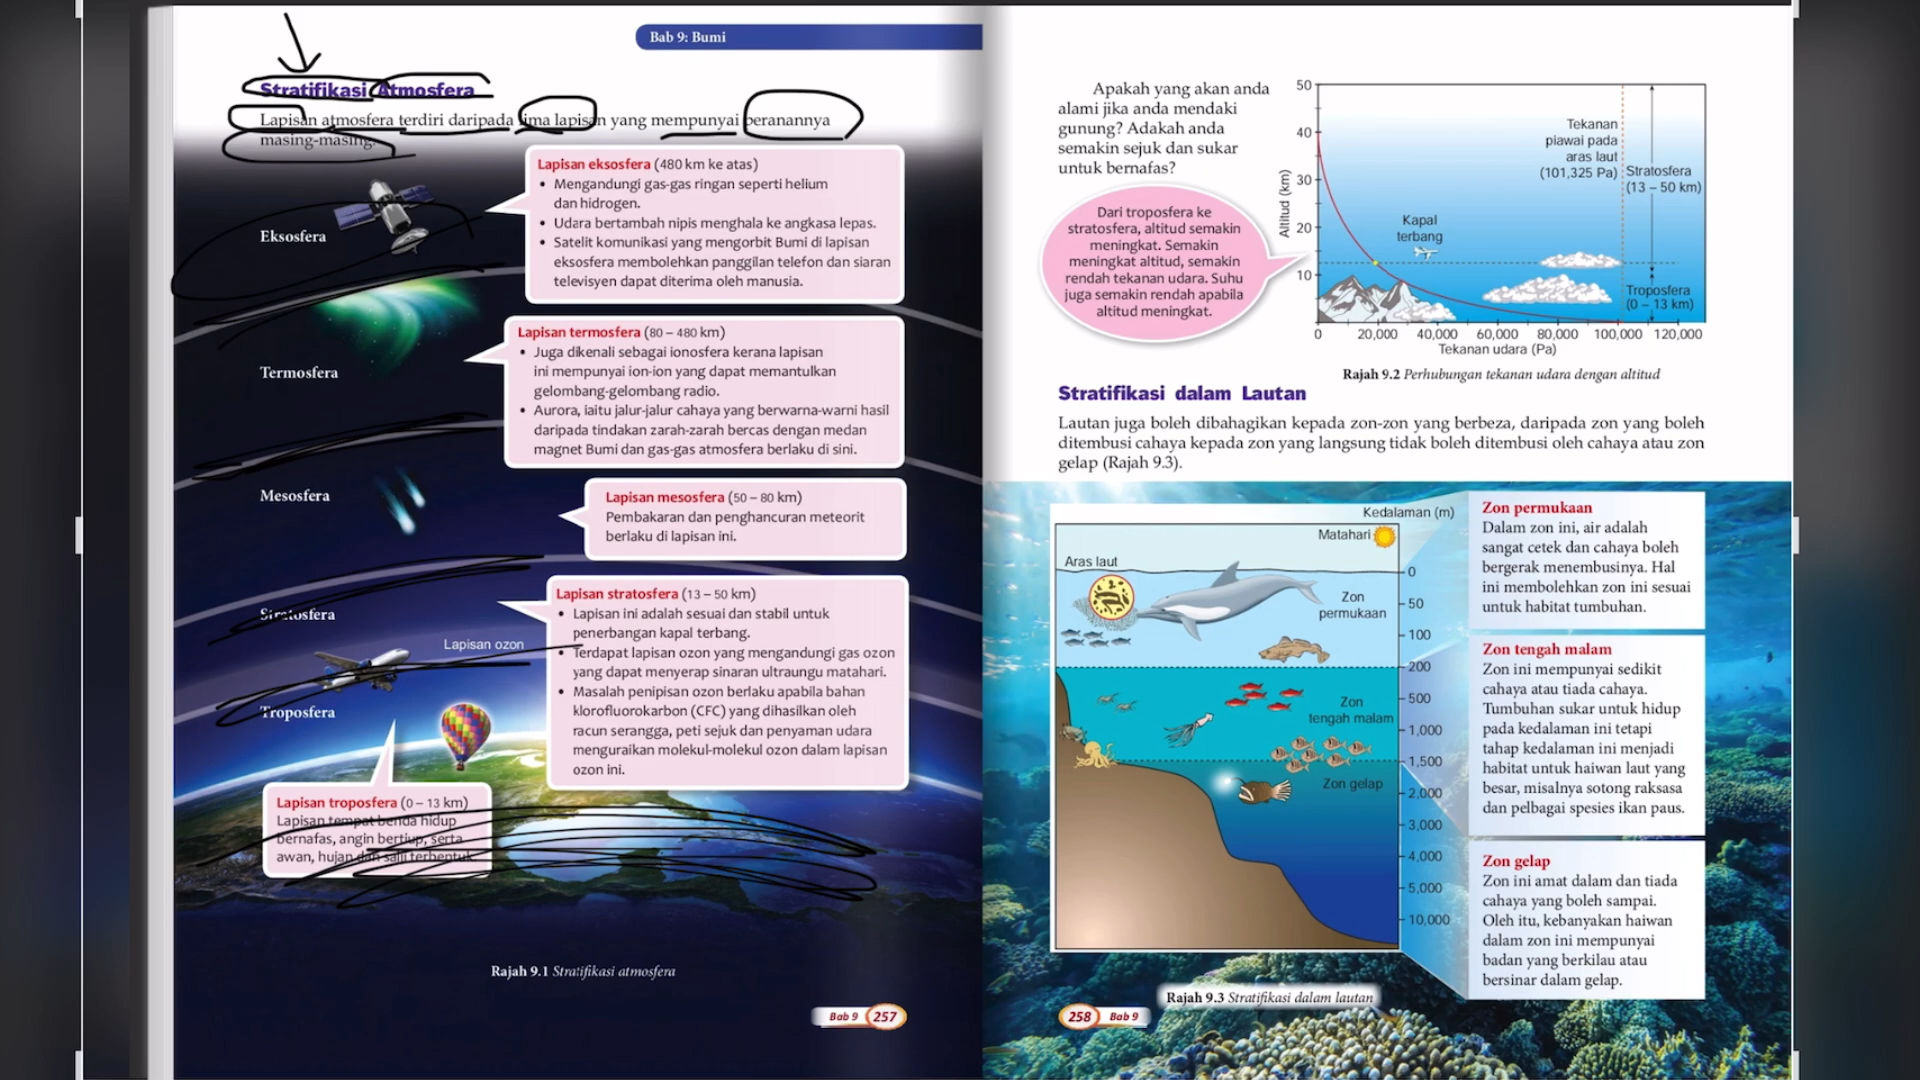 Bab 9: Bumi
Stratifikasi Atmosfera
Lapisan atmosfera terdiri daripada lima lapisan yang mempunyai peranannya
masing-masing.
Lapisan eksosfera (480 km ke atas)
• Mengandungi gas-gas ringan seperti helium
dan hidrogen.
• Udara bertambah nipis menghala ke angkasa lepas.
• Satelit komunikasi yang mengorbit Bumi di lapisan
eksosfera membolehkan panggilan telefon dan siaran
televisyen dapat diterima oleh manusia.
Eksosfera
Lapisan termosfera (80 – 480 km)
• Juga dikenali sebagai ionosfera kerana lapisan
ini mempunyai ion-ion yang dapat memantulkan
gelombang-gelombang radio.
• Aurora, iaitu jalur-jalur cahaya yang berwarna-warni hasil
daripada tindakan zarah-zarah bercas dengan medan
magnet Bumi dan gas-gas atmosfera berlaku di sini.
Termosfera
Lapisan mesosfera (50 – 80 km)
Pembakaran dan penghancuran meteorit
berlaku di lapisan ini.
Mesosfera
Lapisan stratosfera (13 – 50 km)
• Lapisan ini adalah sesuai dan stabil untuk
penerbangan kapal terbang.
• Terdapat lapisan ozon yang mengandungi gas ozon
yang dapat menyerap sinaran ultraungu matahari.
• Masalah penipisan ozon berlaku apabila bahan
klorofluorokarbon (CFC) yang dihasilkan oleh
racun serangga, peti sejuk dan penyaman udara
menguraikan molekul-molekul ozon dalam lapisan
ozon ini.
Stratosfera
Lapisan ozon
Troposfera
Lapisan troposfera (0 – 13 km)
Lapisan tempat benda hidup
bernafas, angin bertiup, serta
awan, hujan dan salji terbentuk.
Rajah 9.1 Stratifikasi atmosfera
Bab 9 257
Apakah yang akan anda
alami jika anda mendaki
gunung? Adakah anda
semakin sejuk dan sukar
untuk bernafas?
Dari troposfera ke
stratosfera, altitud semakin
meningkat. Semakin
meningkat altitud, semakin
rendah tekanan udara. Suhu
juga semakin rendah apabila
altitud meningkat.
Altitud (km)
50
40
30
20
10
Tekanan
piawai pada
aras laut
(101,325 Pa)
Stratosfera
(13 – 50 km)
Kapal
terbang
Troposfera
(0 – 13 km)
0 20,000 40,000 60,000 80,000 100,000 120,000
Tekanan udara (Pa)
Rajah 9.2 Perhubungan tekanan udara dengan altitud
Stratifikasi dalam Lautan
Lautan juga boleh dibahagikan kepada zon-zon yang berbeza, daripada zon yang boleh
ditembusi cahaya kepada zon yang langsung tidak boleh ditembusi oleh cahaya atau zon
gelap (Rajah 9.3).
Kedalaman (m)
Matahari
Aras laut
0
Zon
permukaan
50
100
200
500
Zon
tengah malam
1,000
1,500
Zon gelap
2,000
3,000
4,000
5,000
10,000
Zon permukaan
Dalam zon ini, air adalah
sangat cetek dan cahaya boleh
bergerak menembusinya. Hal
ini membolehkan zon ini sesuai
untuk habitat tumbuhan.
Zon tengah malam
Zon ini mempunyai sedikit
cahaya atau tiada cahaya.
Tumbuhan sukar untuk hidup
pada kedalaman ini tetapi
tahap kedalaman ini menjadi
habitat untuk haiwan laut yang
besar, misalnya sotong raksasa
dan pelbagai spesies ikan paus.
Zon gelap
Zon ini amat dalam dan tiada
cahaya yang boleh sampai.
Oleh itu, kebanyakan haiwan
dalam zon ini mempunyai
badan yang berkilau atau
bersinar dalam gelap.
Rajah 9.3 Stratifikasi dalam lautan
258 Bab 9